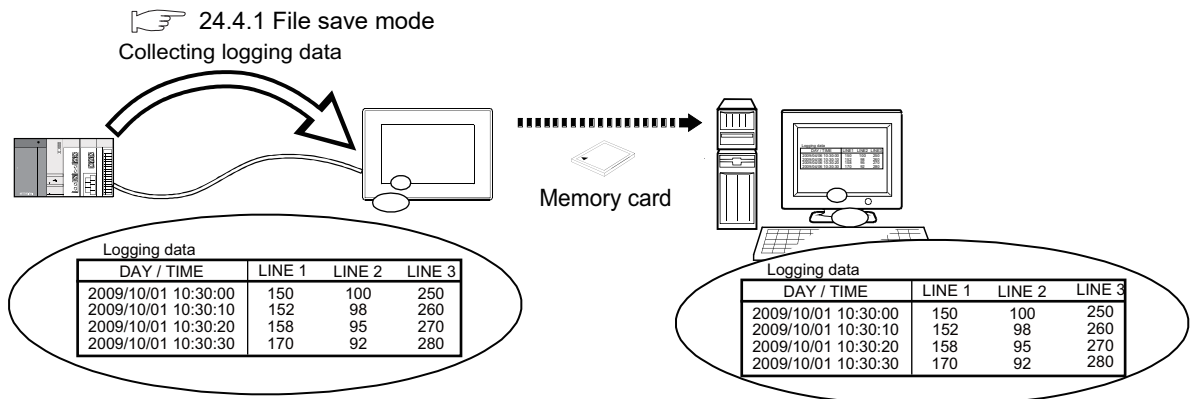 24.4.1 File save mode
Collecting logging data
Memory card
Logging data
DAY / TIME LINE 1 LINE 2 LINE 3
2009/10/01 10:30:00 150 100 250
2009/10/01 10:30:10 152 98 260
2009/10/01 10:30:20 158 95 270
2009/10/01 10:30:30 170 92 280
Logging data
DAY / TIME LINE 1 LINE 2 LINE 3
2009/10/01 10:30:00 150 100 250
2009/10/01 10:30:10 152 98 260
2009/10/01 10:30:20 158 95 270
2009/10/01 10:30:30 170 92 280